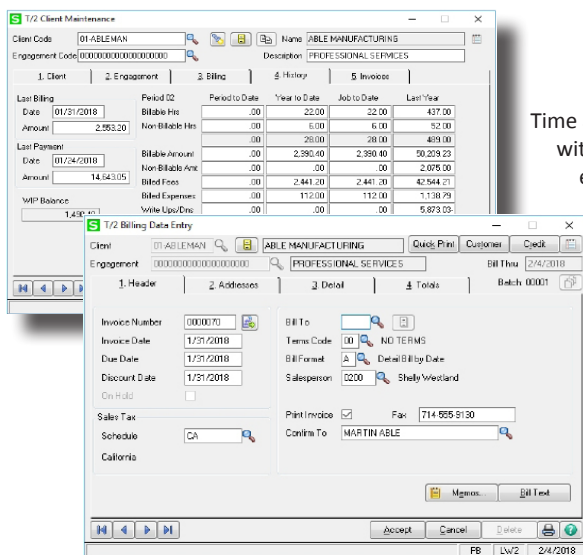 T/2 Client Maintenance
Client Code 01-ABLEMAN Name ABLE MANUFACTURING
Engagement Code 00000000000000000000 Description PROFESSIONAL SERVICES
1. Client 2. Engagement 3. Billing 4. History 5. Invoices
Last Billing Period 02 Period to Date Year to Date Job to Date Last Year
Date 01/31/2018 Billable Hrs .00 22.00 22.00 437.00
Amount 2,553.20 Non-Billable Hrs .00 6.00 6.00 52.00
.00 28.00 28.00 489.00
Last Payment
Date 01/24/2018 Billable Amount .00 2,390.40 2,390.40 50,209.23
Non-Billable Amt .00 .00 .00 2,075.00
Amount 14,643.05 Billed Fees .00 2,441.20 2,441.20 42,544.21
WIP Balance Billed Expenses .00 112.00 112.00 1,138.79
Write Ups/Dns .00 .00 .00 5,873.03-
Time
T/2 Billing Data Entry
Client 01-ABLEMAN ABLE MANUFACTURING Quick Print Customer Credit
Engagement PROFESSIONAL SERVICES Bill Thru 2/4/2018
1. Header 2. Addresses 3. Detail 4. Totals Batch 00001
Invoice Number 0000070 Bill To
Invoice Date 1/31/2018 Terms Code 00 NO TERMS
Due Date 1/31/2018 Bill Format A Detail Bill by Date
Discount Date 1/31/2018 Salesperson 0200 Shelly Westland
On Hold
Sales Tax Print Invoice Fax 714-555-9130
Schedule CA Confirm To MARTIN ABLE
California
Memos... Bill Text
Accept Cancel Delete
PB LW2 2/4/2018